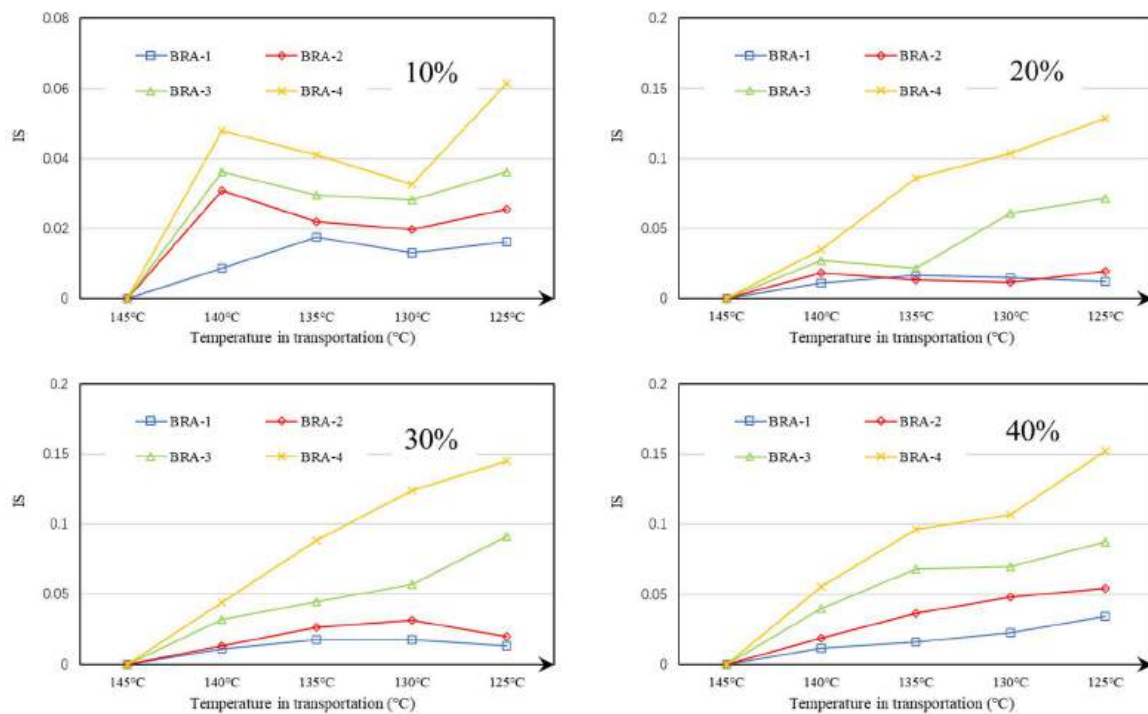 0.08
BRA-1 BRA-2
BRA-3 BRA-4
10%
0.06
IS
0.04
0.02
0
145°C 140°C 135°C 130°C 125°C
Temperature in transportation (°C)
0.2
BRA-1 BRA-2
BRA-3 BRA-4
20%
0.15
IS
0.1
0.05
0
145°C 140°C 135°C 130°C 125°C
Temperature in transportation (°C)
0.2
BRA-1 BRA-2
BRA-3 BRA-4
30%
0.15
IS
0.1
0.05
0
145°C 140°C 135°C 130°C 125°C
Temperature in transportation (°C)
0.2
BRA-1 BRA-2
BRA-3 BRA-4
40%
0.15
IS
0.1
0.05
0
145°C 140°C 135°C 130°C 125°C
Temperature in transportation (°C)